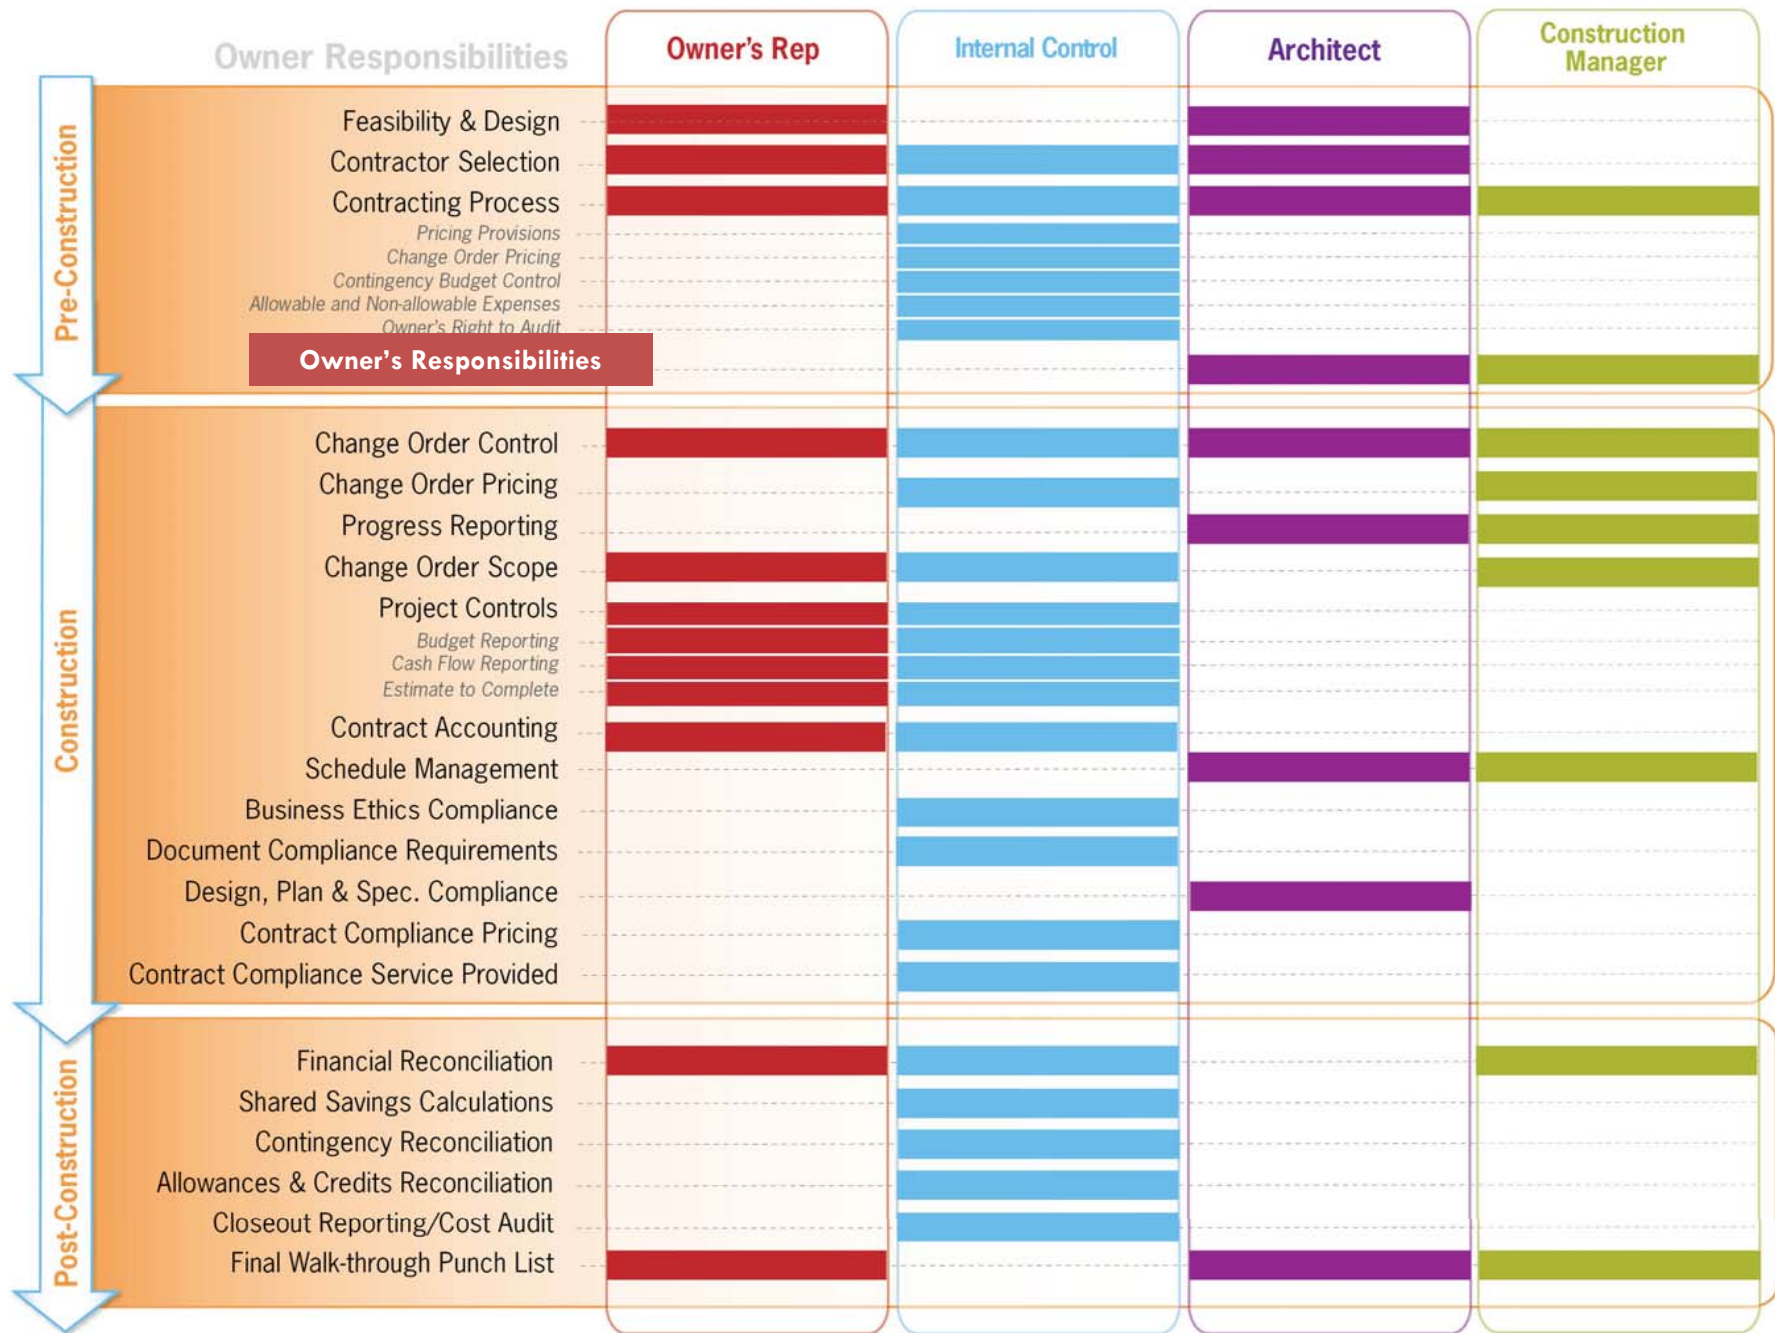 Owner Responsibilities
Owner's Rep
Internal Control
Architect
Construction
Manager
Pre-Construction
Feasibility & Design
Contractor Selection
Contracting Process
Pricing Provisions
Change Order Pricing
Contingency Budget Control
Allowable and Non-allowable Expenses
Owner's Right to Audit
Owner's Responsibilities
Construction
Change Order Control
Change Order Pricing
Progress Reporting
Change Order Scope
Project Controls
Budget Reporting
Cash Flow Reporting
Estimate to Complete
Contract Accounting
Schedule Management
Business Ethics Compliance
Document Compliance Requirements
Design, Plan & Spec. Compliance
Contract Compliance Pricing
Contract Compliance Service Provided
Post-Construction
Financial Reconciliation
Shared Savings Calculations
Contingency Reconciliation
Allowances & Credits Reconciliation
Closeout Reporting/Cost Audit
Final Walk-through Punch List